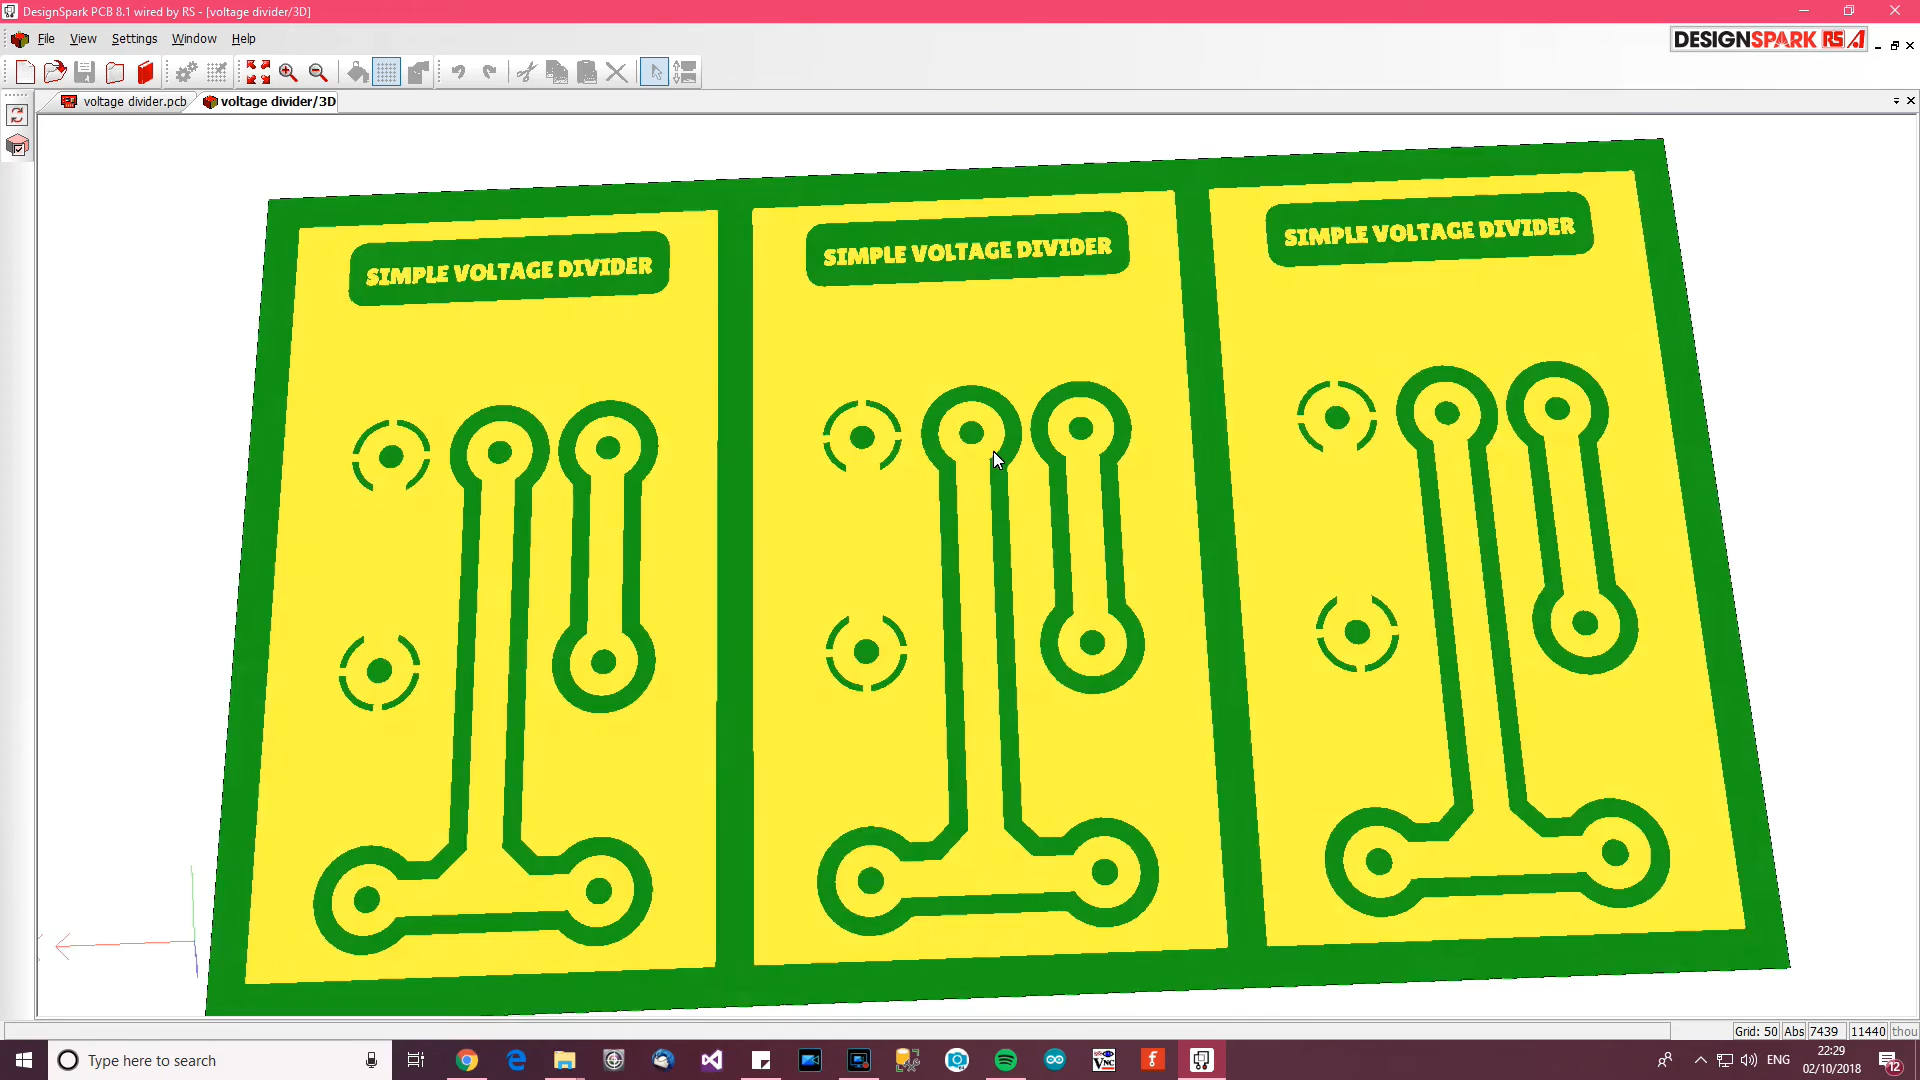 DesignSpark PCB 8.1 wired by RS - [voltage divider/3D]
File View Settings Window Help
DESIGNSPARK RS
voltage divider.pcb
voltage divider/3D
SIMPLE VOLTAGE DIVIDER
SIMPLE VOLTAGE DIVIDER
SIMPLE VOLTAGE DIVIDER
Grid: 50 Abs 7439 11440 thou
Type here to search
VNC
ENG
22:29
02/10/2018
12